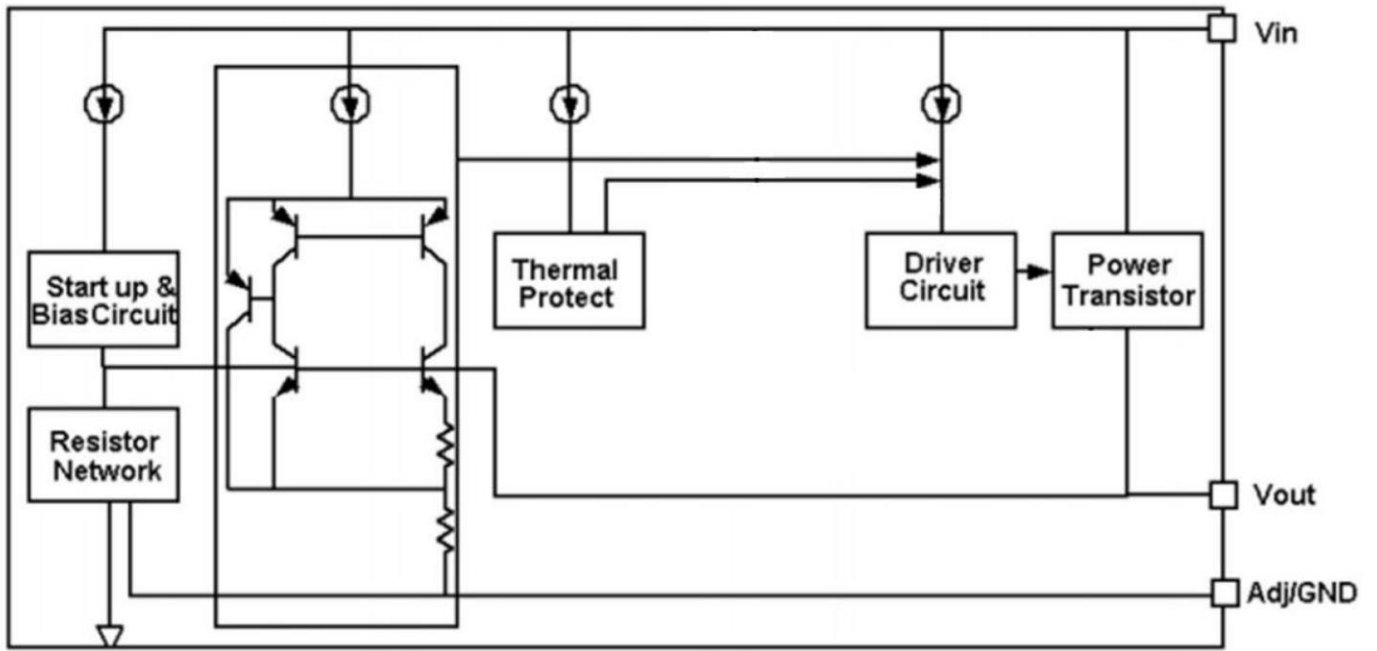 Vin
Start up &
Bias Circuit
Thermal
Protect
Driver
Circuit
Power
Transistor
Resistor
Network
Vout
Adj/GND